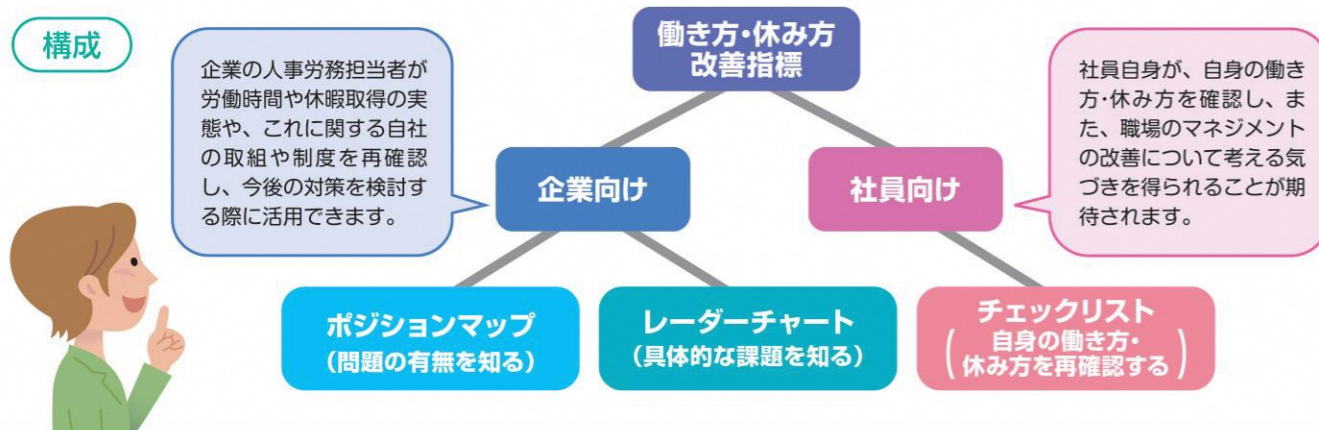 構成
企業の人事労務担当者が
労働時間や休暇取得の実
態や、これに関する自社
の取組や制度を再確認
し、今後の対策を検討す
る際に活用できます。
働き方・休み方
改善指標
社員自身が、自身の働き
方・休み方を確認し、ま
た、職場のマネジメント
の改善について考える気
づきを得られることが期
待されます。
企業向け
社員向け
ポジションマップ
(問題の有無を知る)
レーダーチャート
(具体的な課題を知る)
チェックリスト
(自身の働き方・
休み方を再確認する)